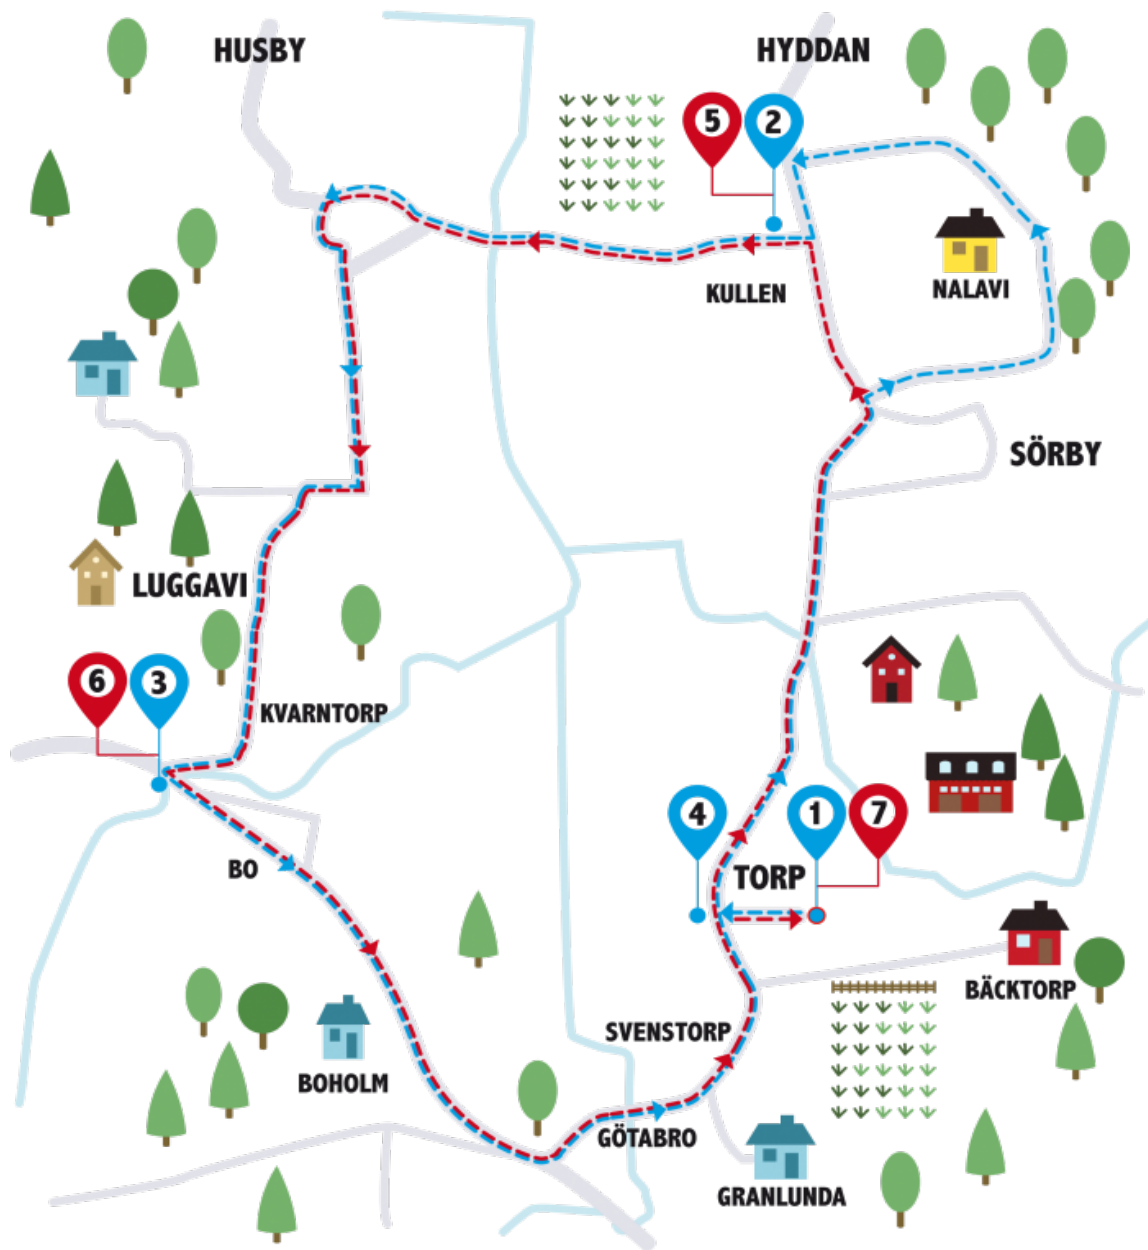 HUSBY
HYDDAN
5
2
NALAVI
KULLEN
SÖRBY
LUGGAVI
6
3
KVARNTORP
4
1
7
BO
TORP
BÄCKTORP
SVENSTORP
BOHOLM
GÖTABRO
GRANLUNDA